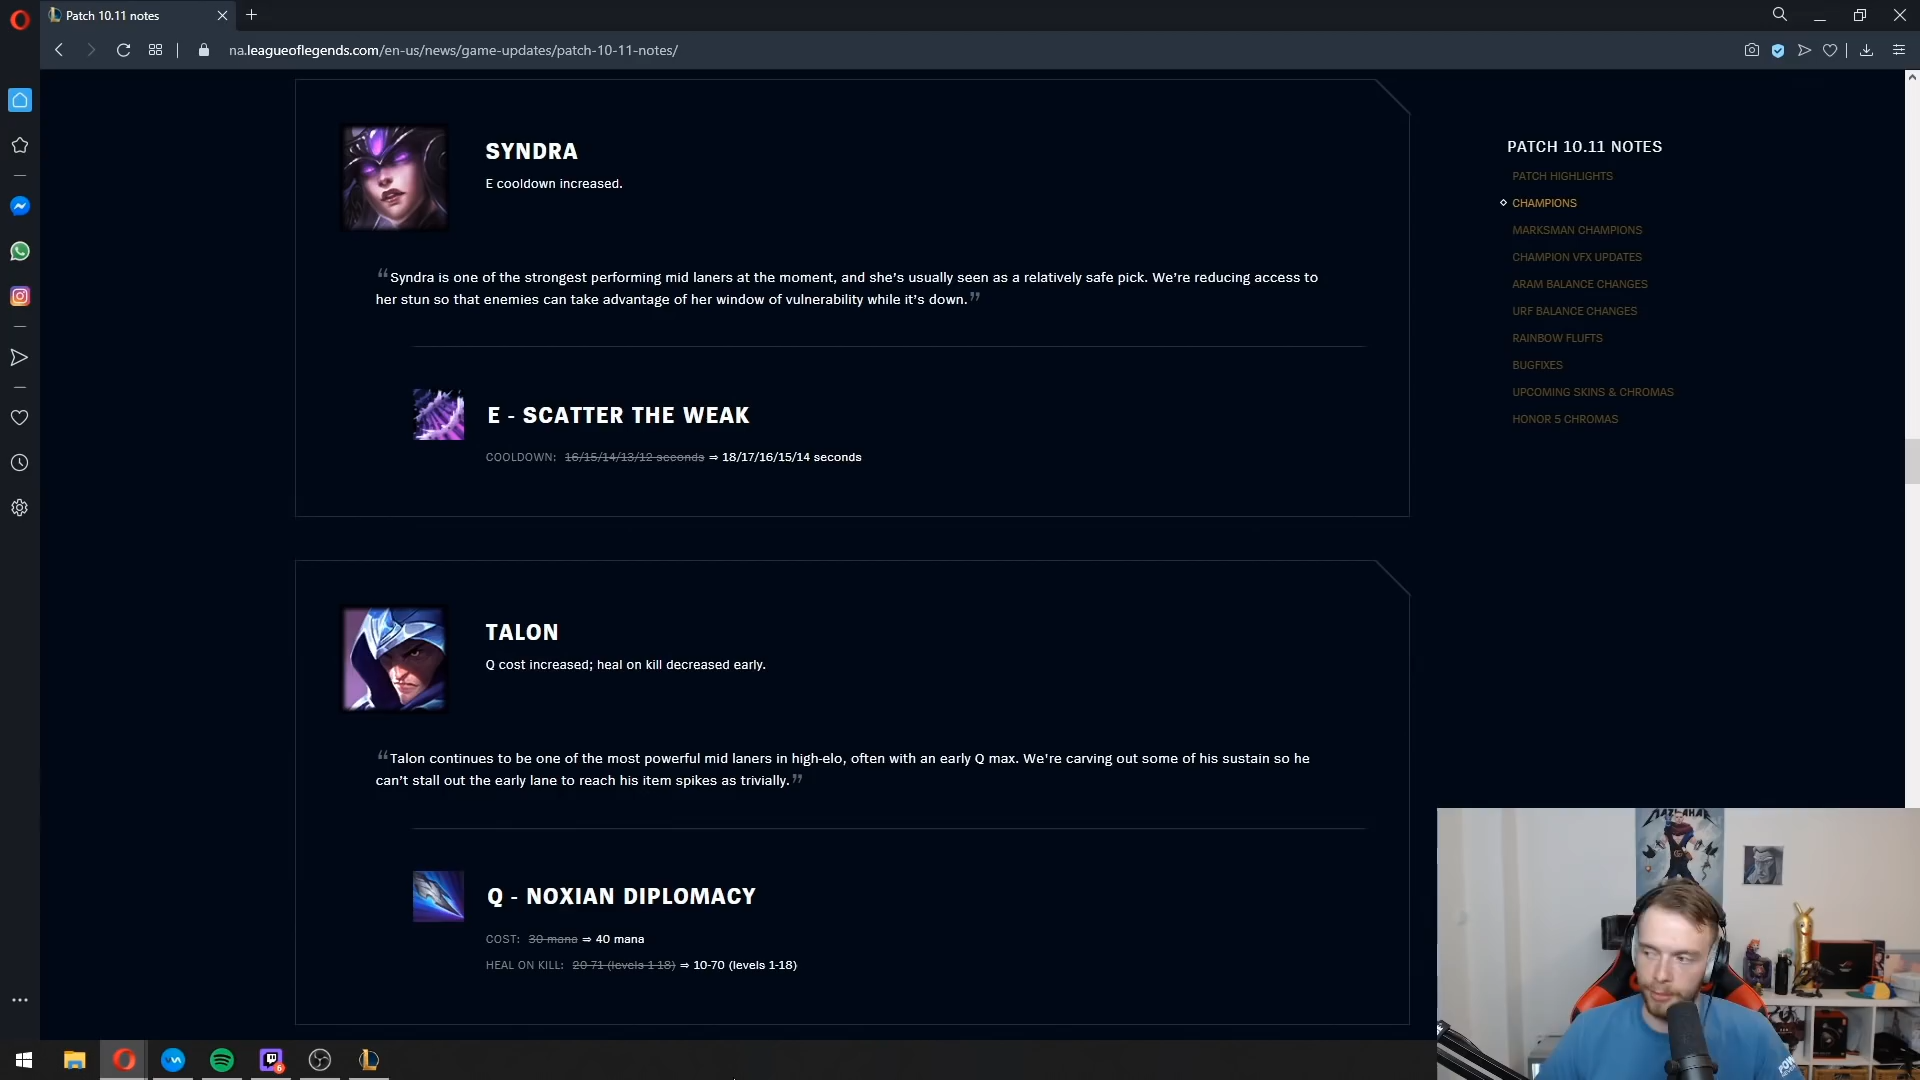 Patch 10.11 notes
na.leagueoflegends.com/en-us/news/game-updates/patch-10-11-notes/
SYNDRA
E cooldown increased.
“Syndra is one of the strongest performing mid laners at the moment, and she’s usually seen as a relatively safe pick. We’re reducing access to
her stun so that enemies can take advantage of her window of vulnerability while it’s down.”
E - SCATTER THE WEAK
COOLDOWN: 16/15/14/13/12 seconds ⇒ 18/17/16/15/14 seconds
TALON
Q cost increased; heal on kill decreased early.
“Talon continues to be one of the most powerful mid laners in high-elo, often with an early Q max. We're carving out some of his sustain so he
can’t stall out the early lane to reach his item spikes as trivially.”
Q - NOXIAN DIPLOMACY
COST: 30 mana ⇒ 40 mana
HEAL ON KILL: 20-71 (levels 1-18) ⇒ 10-70 (levels 1-18)
PATCH 10.11 NOTES
PATCH HIGHLIGHTS
CHAMPIONS
MARKSMAN CHAMPIONS
CHAMPION VFX UPDATES
ARAM BALANCE CHANGES
URF BALANCE CHANGES
RAINBOW FLUFTS
BUGFIXES
UPCOMING SKINS & CHROMAS
HONOR 5 CHROMAS